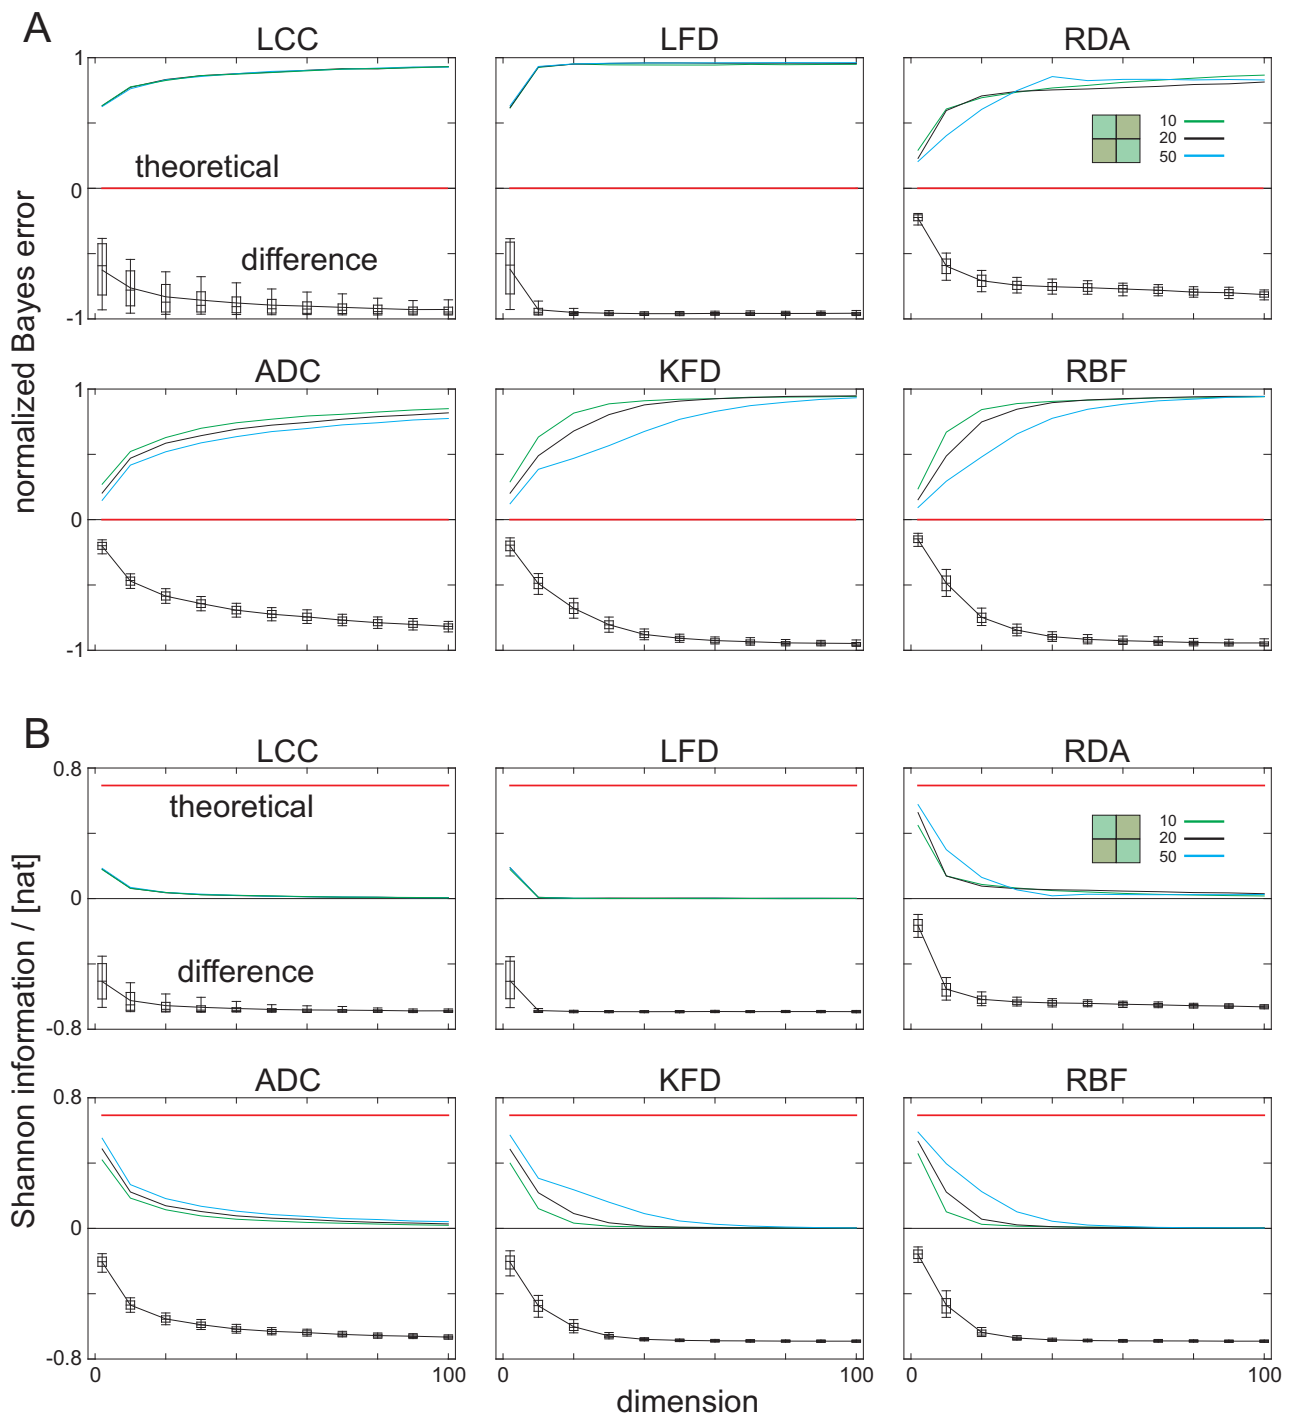 A
LCC LFD RDA
1
theoretical
10
20
50
0
difference
-1
normalized Bayes error
ADC KFD RBF
1
0
-1
B
LCC LFD RDA
0.8
theoretical
10
20
50
0
difference
-0.8
Shannon information / [nat]
ADC KFD RBF
0.8
0
-0.8
0 100 0 100 0 100
dimension